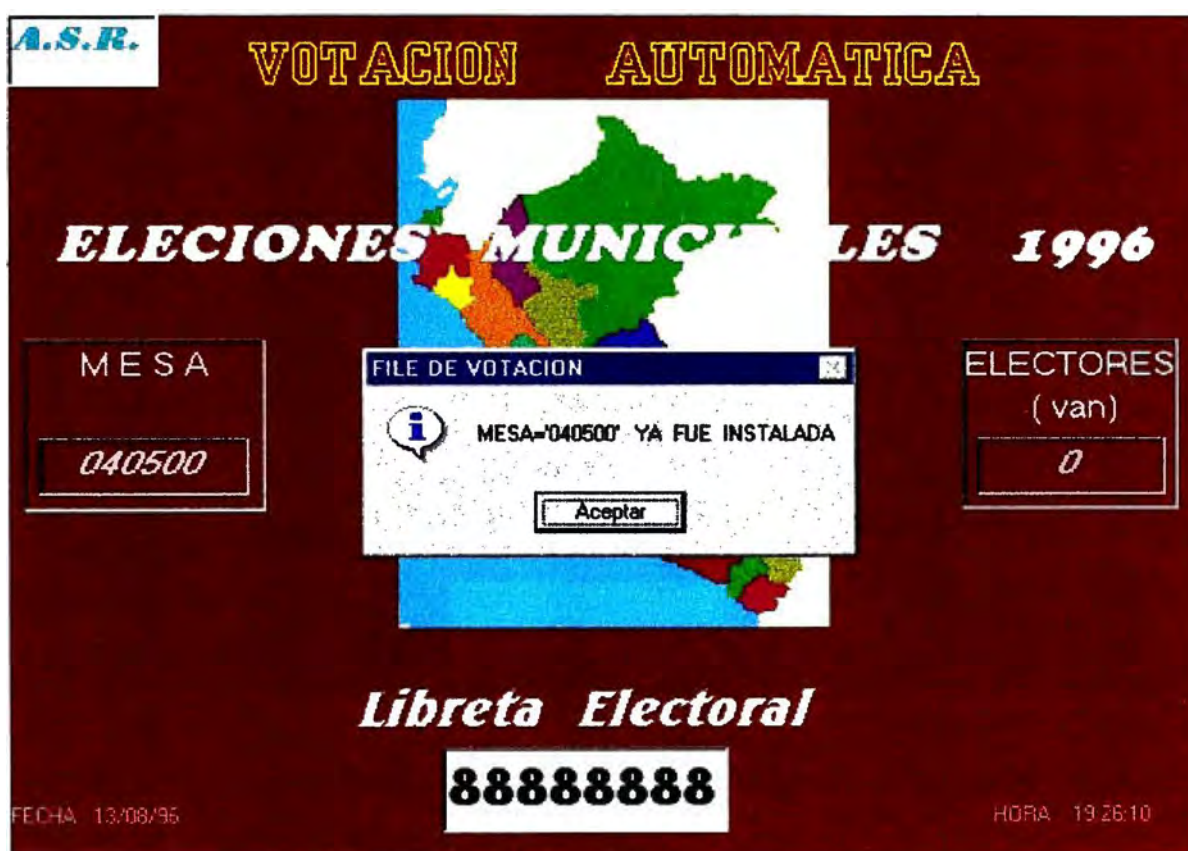 A.S.R.
VOTACION AUTOMATICA
ELECIONES MUNICIPALES 1996
MESA
040500
FILE DE VOTACION
MESA='040500' YA FUE INSTALADA
Aceptar
ELECTORES
(van)
0
Libreta Electoral
88888888
FECHA 13/08/96
HORA 19:26:10